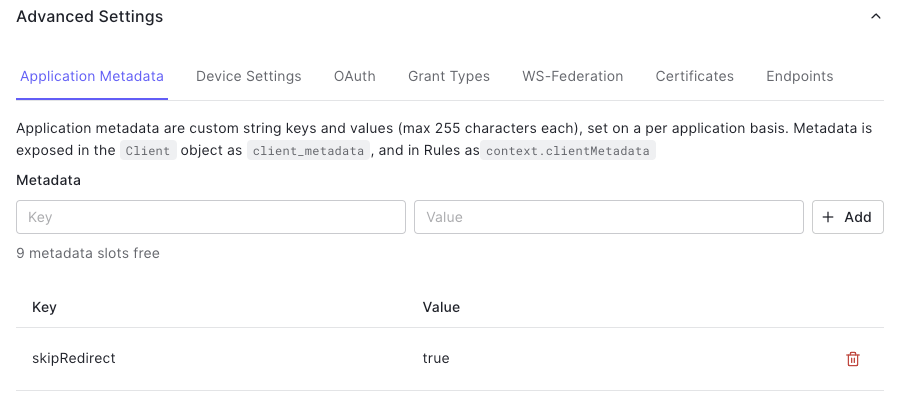 Advanced Settings
Application Metadata Device Settings OAuth Grant Types WS-Federation Certificates Endpoints
Application metadata are custom string keys and values (max 255 characters each), set on a per application basis. Metadata is
exposed in the Client object as client_metadata , and in Rules as context.clientMetadata
Metadata
Key Value + Add
9 metadata slots free
Key Value
skipRedirect true